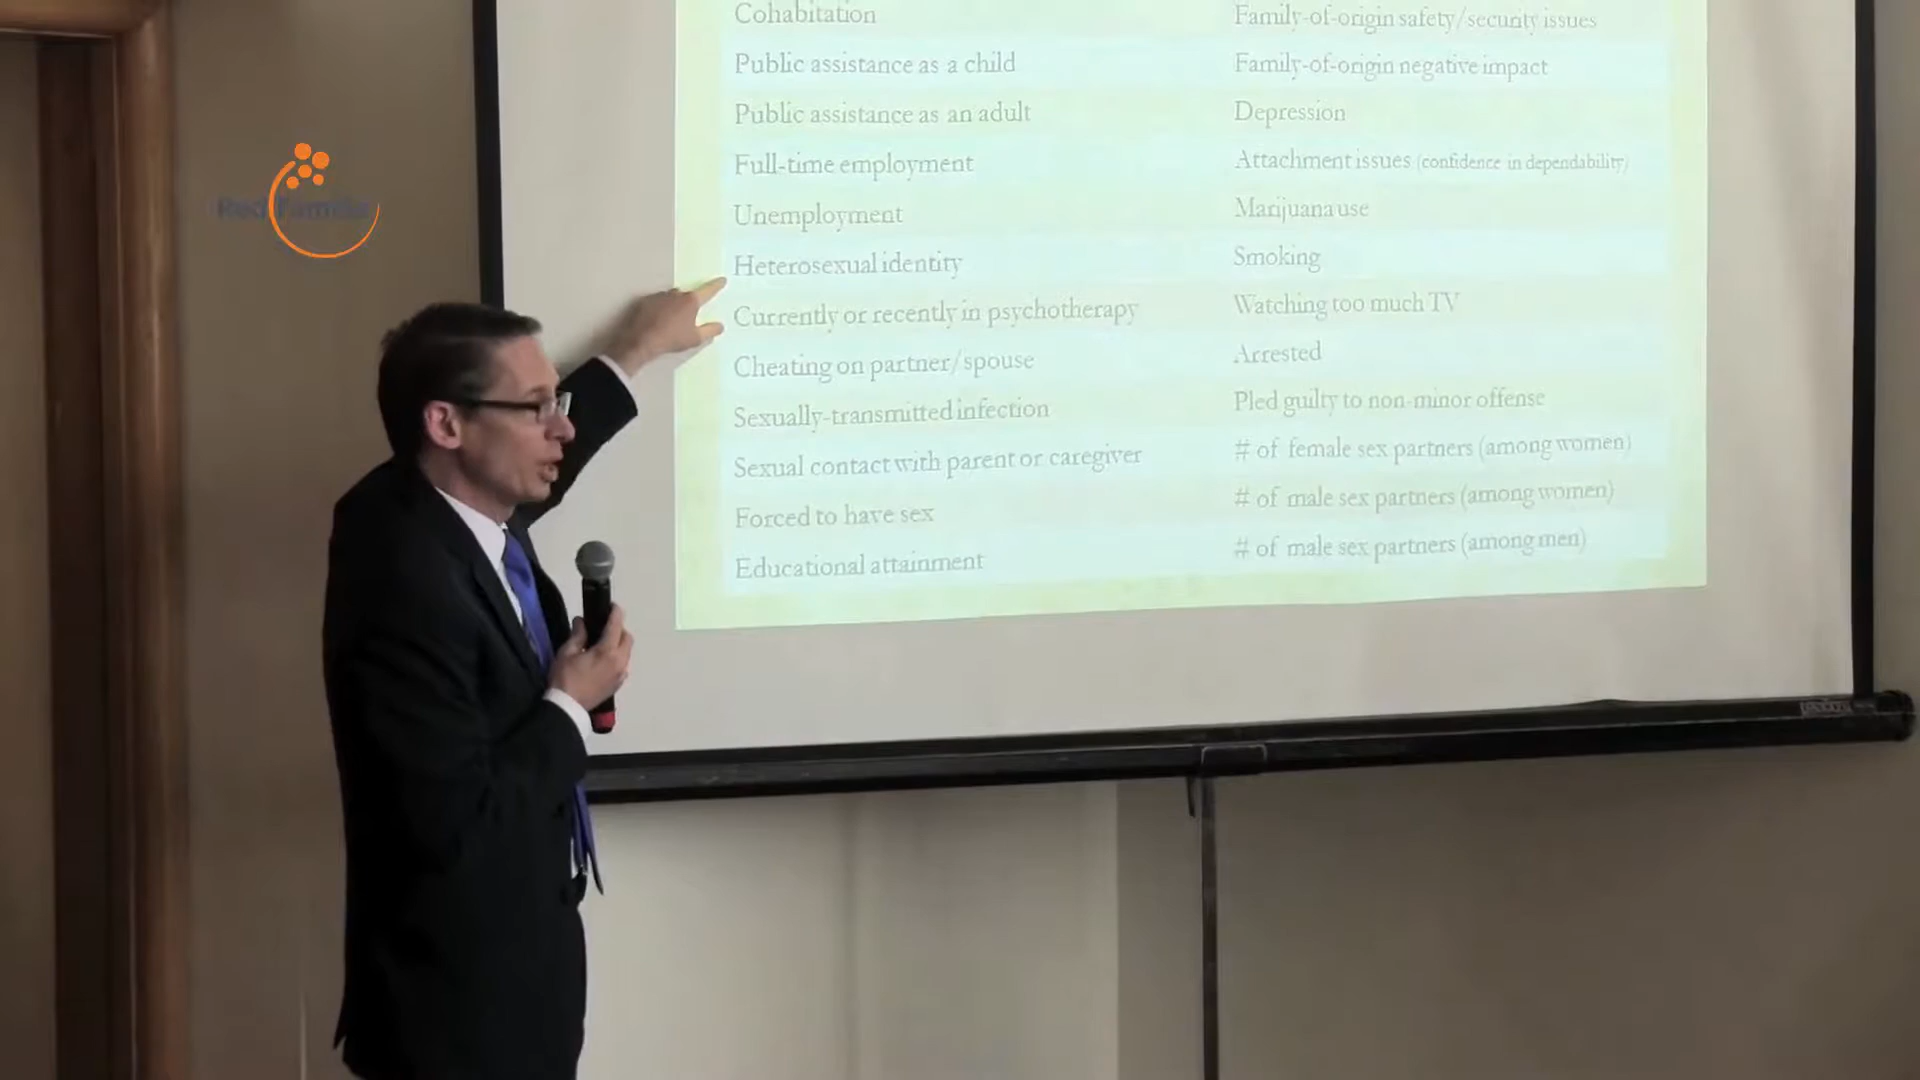 Red Familia
Cohabitation
Public assistance as a child
Public assistance as an adult
Full-time employment
Unemployment
Heterosexual identity
Currently or recently in psychotherapy
Cheating on partner/spouse
Sexually-transmitted infection
Sexual contact with parent or caregiver
Forced to have sex
Educational attainment
Family-of-origin safety/security issues
Family-of-origin negative impact
Depression
Attachment issues (confidence in dependability)
Marijuana use
Smoking
Watching too much TV
Arrested
Pled guilty to non-minor offense
# of female sex partners (among women)
# of male sex partners (among women)
# of male sex partners (among men)